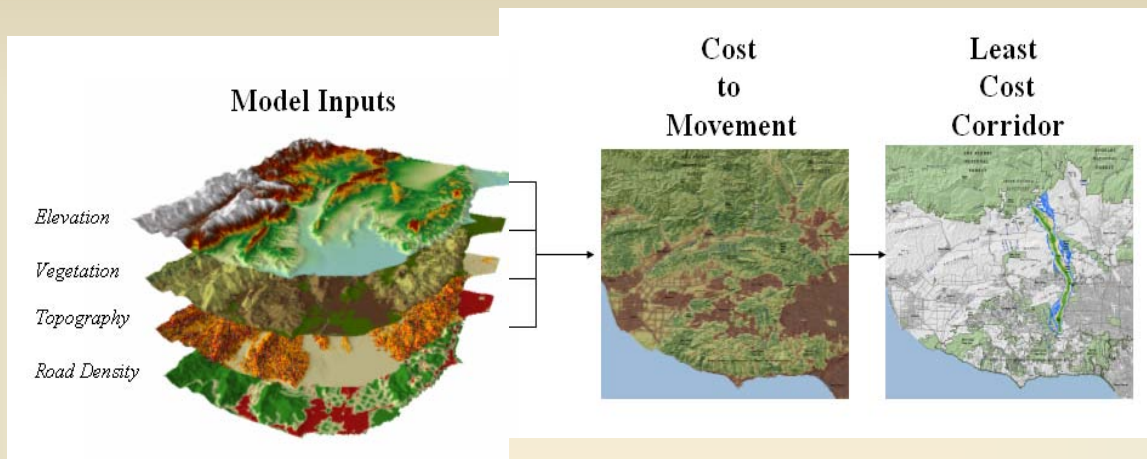 Model Inputs
Elevation
Vegetation
Topography
Road Density
Cost
to
Movement
Least
Cost
Corridor